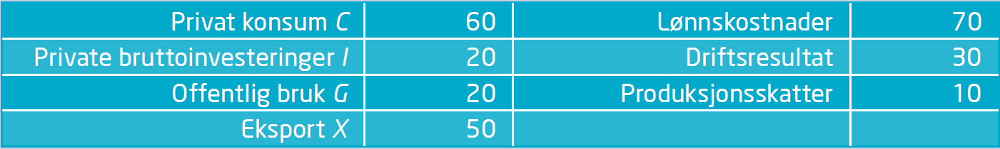 Privat konsum C 60 Lønnskostnader 70
Private bruttoinvesteringer I 20 Driftsresultat 30
Offentlig bruk G 20 Produksjonsskatter 10
Eksport X 50